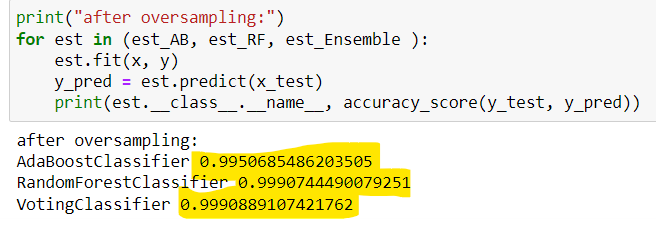 print("after oversampling:")
for est in (est_AB, est_RF, est_Ensemble ):
    est.fit(x, y)
    y_pred = est.predict(x_test)
    print(est.__class__.__name__, accuracy_score(y_test, y_pred))
after oversampling:
AdaBoostClassifier 0.9950685486203505
RandomForestClassifier 0.9990744490079251
VotingClassifier 0.9990889107421762